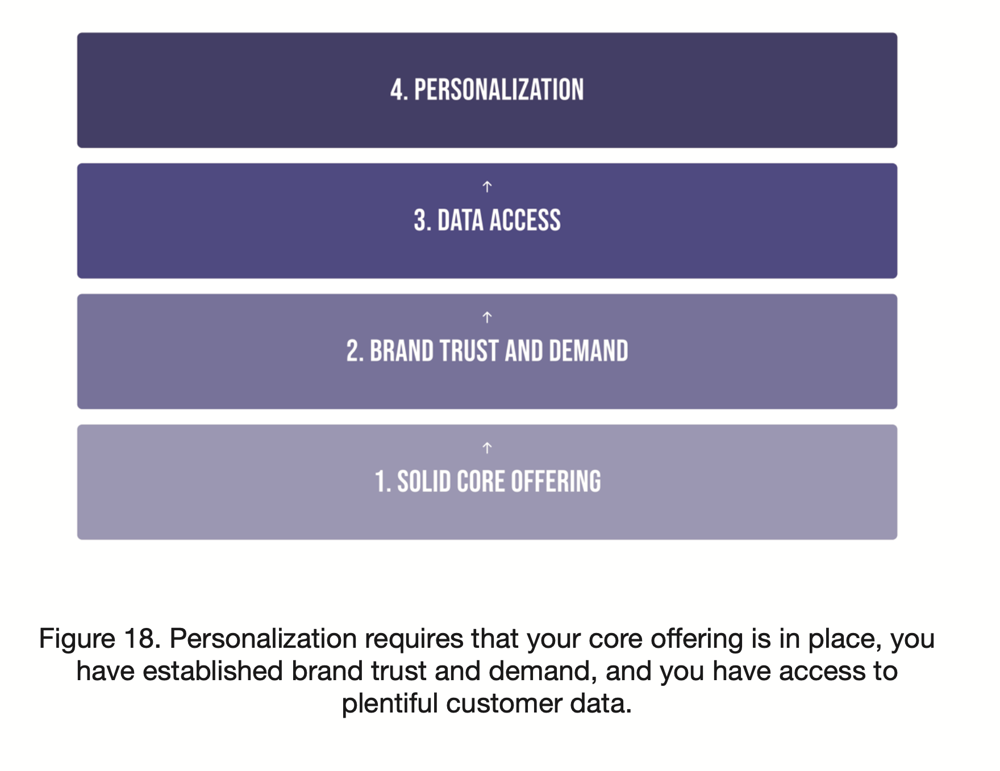 4. PERSONALIZATION
↑
3. DATA ACCESS
↑
2. BRAND TRUST AND DEMAND
↑
1. SOLID CORE OFFERING
Figure 18. Personalization requires that your core offering is in place, you
have established brand trust and demand, and you have access to
plentiful customer data.